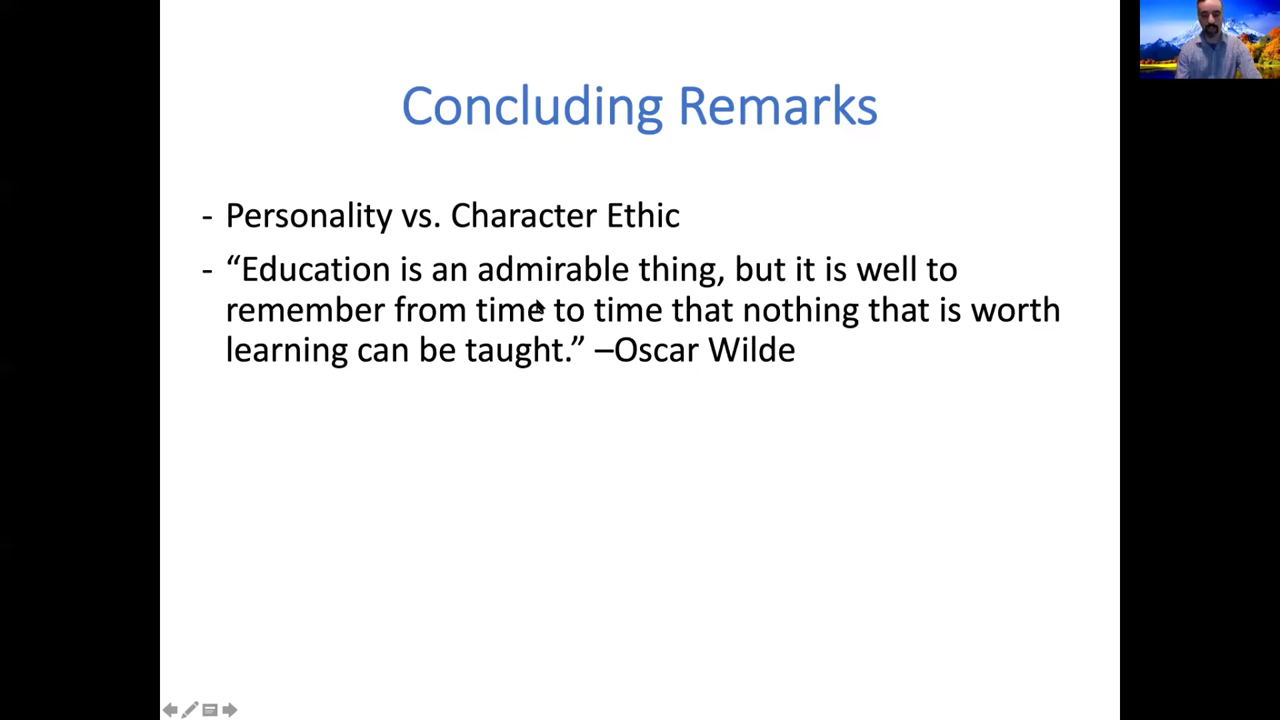 Concluding Remarks
- Personality vs. Character Ethic
- “Education is an admirable thing, but it is well to
remember from time to time that nothing that is worth
learning can be taught.” –Oscar Wilde